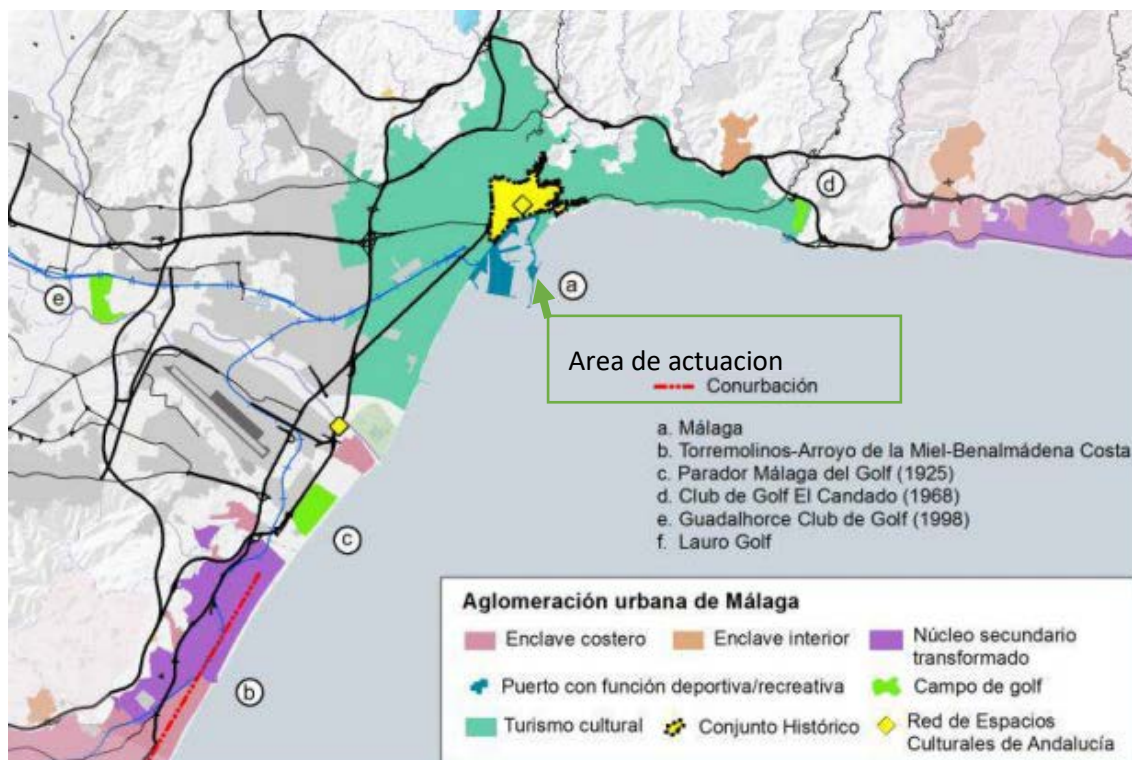 d
e
a
Area de actuacion
Conurbación
a. Málaga
b. Torremolinos-Arroyo de la Miel-Benalmádena Costa
c. Parador Málaga del Golf (1925)
d. Club de Golf El Candado (1968)
e. Guadalhorce Club de Golf (1998)
f. Lauro Golf
c
b
Aglomeración urbana de Málaga
Enclave costero
Enclave interior
Núcleo secundario
transformado
Puerto con función deportiva/recreativa
Campo de golf
Turismo cultural
Conjunto Histórico
Red de Espacios
Culturales de Andalucía